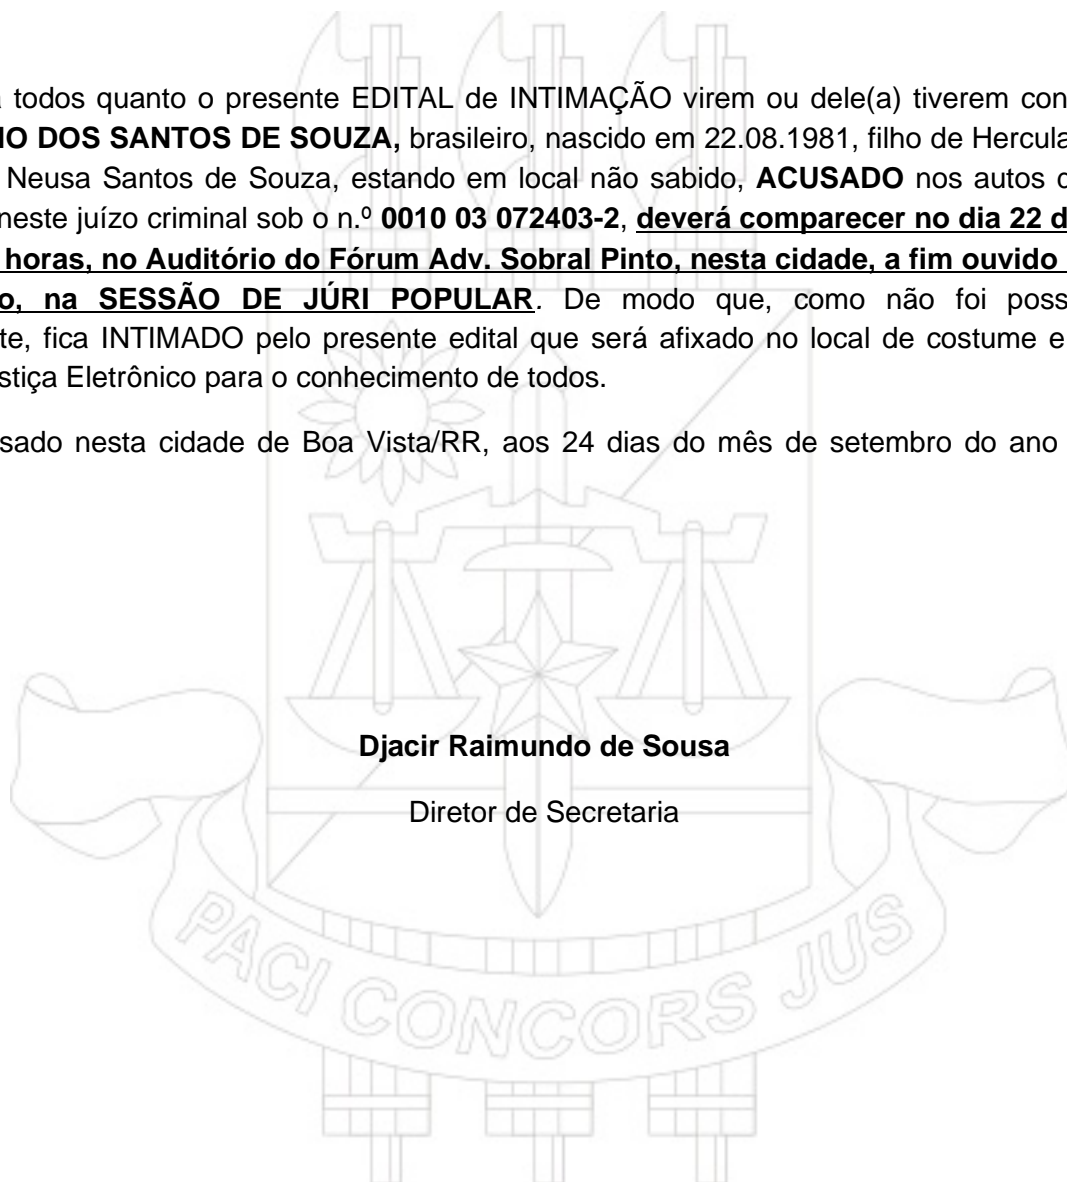 a todos quanto o presente EDITAL de INTIMAÇÃO virem ou dele(a) tiverem con
IO DOS SANTOS DE SOUZA, brasileiro, nascido em 22.08.1981, filho de Hercula
Neusa Santos de Souza, estando em local não sabido, ACUSADO nos autos
neste juízo criminal sob o n.º 0010 03 072403-2, deverá comparecer no dia 22 d
horas, no Auditório do Fórum Adv. Sobral Pinto, nesta cidade, a fim ouvido
o, na SESSÃO DE JÚRI POPULAR. De modo que, como não foi poss
te, fica INTIMADO pelo presente edital que será afixado no local de costume e
stiça Eletrônico para o conhecimento de todos.
sado nesta cidade de Boa Vista/RR, aos 24 dias do mês de setembro do ano
Djacir Raimundo de Sousa
Diretor de Secretaria
PACI CONCORS JUS